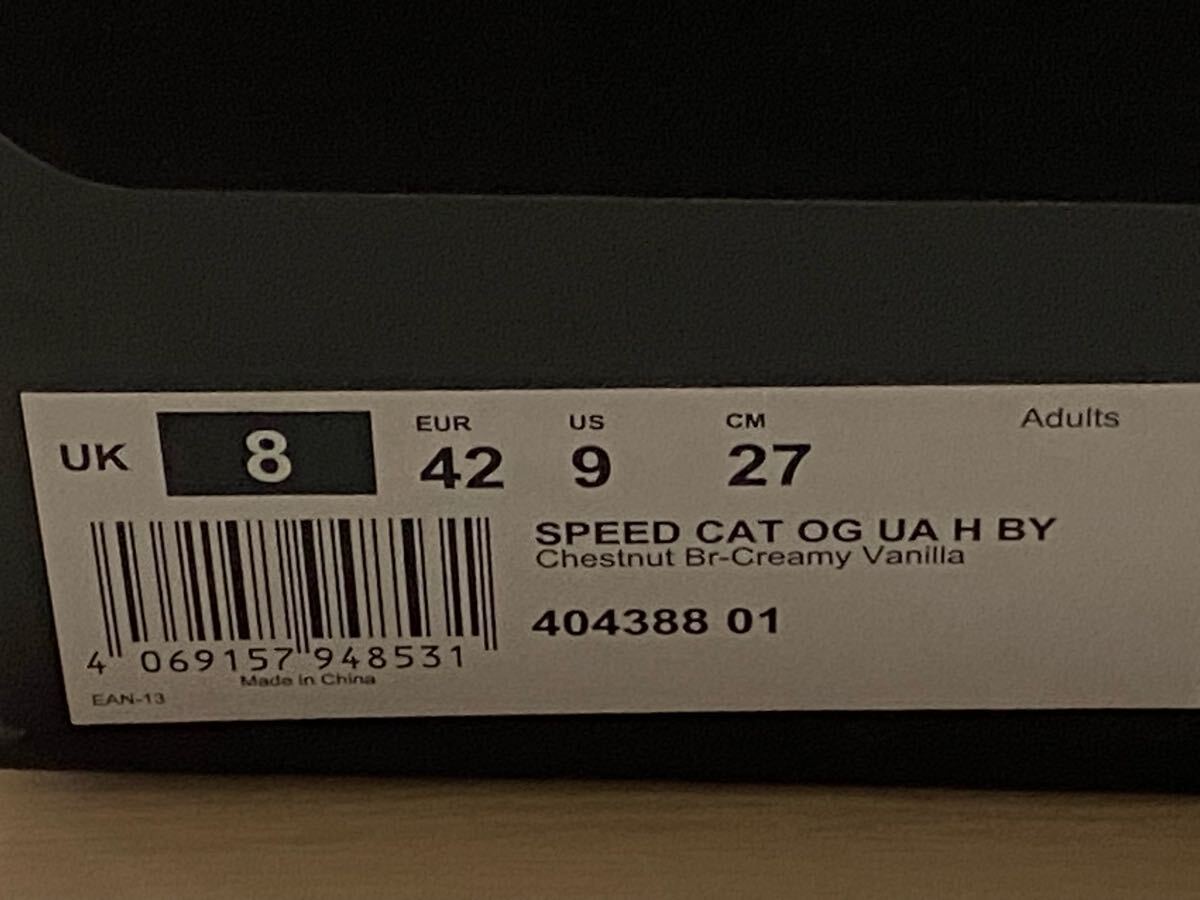 UK 8 EUR 42 US 9 CM 27 Adults
SPEED CAT OG UA H BY
Chestnut Br-Creamy Vanilla
404388 01
4 069157 948531
Made in China
EAN-13